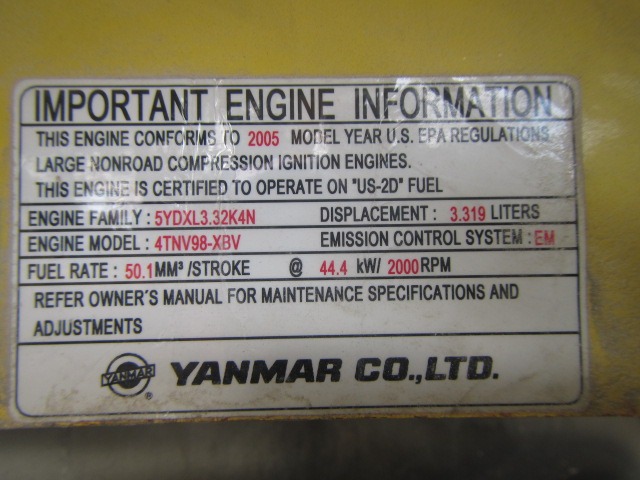 IMPORTANT ENGINE INFORMATION
THIS ENGINE CONFORMS TO 2005 MODEL YEAR U.S. EPA REGULATIONS
LARGE NONROAD COMPRESSION IGNITION ENGINES.
THIS ENGINE IS CERTIFIED TO OPERATE ON "US-2D" FUEL
ENGINE FAMILY : 5YDXL3.32K4N DISPLACEMENT : 3.319 LITERS
ENGINE MODEL : 4TNV98-XBV EMISSION CONTROL SYSTEM : EM
FUEL RATE : 50.1MM³/STROKE @ 44.4 kW/ 2000RPM
REFER OWNER'S MANUAL FOR MAINTENANCE SPECIFICATIONS AND
ADJUSTMENTS
YANMAR ® YANMAR CO.,LTD.